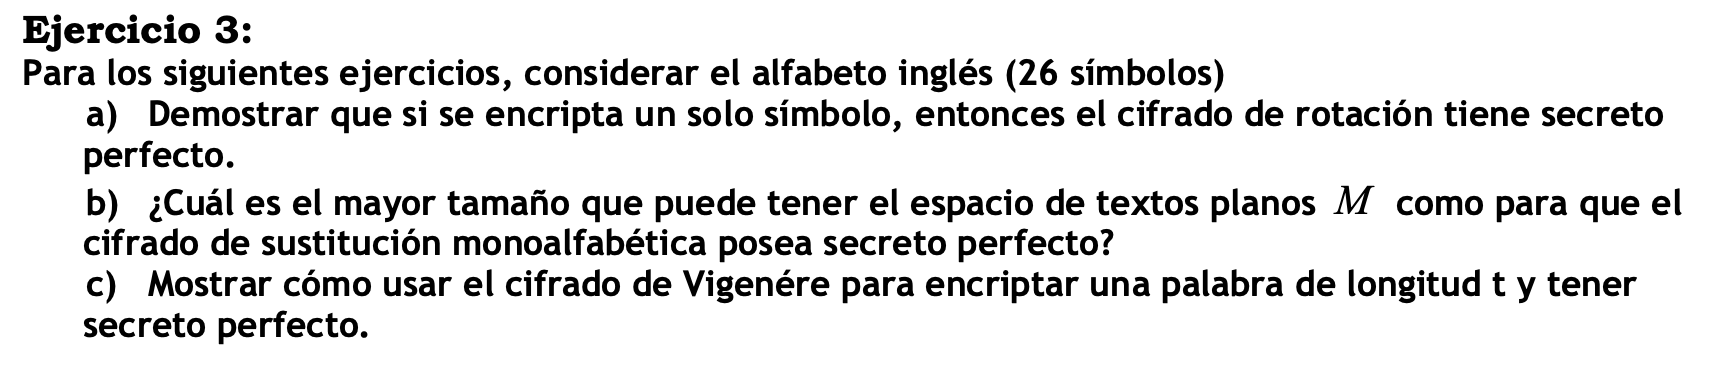 Ejercicio 3:
Para los siguientes ejercicios, considerar el alfabeto inglés (26 símbolos)
a) Demostrar que si se encripta un solo símbolo, entonces el cifrado de rotación tiene secreto
perfecto.
b) ¿Cuál es el mayor tamaño que puede tener el espacio de textos planos M como para que el
cifrado de sustitución monoalfabética posea secreto perfecto?
c) Mostrar cómo usar el cifrado de Vigenére para encriptar una palabra de longitud t y tener
secreto perfecto.